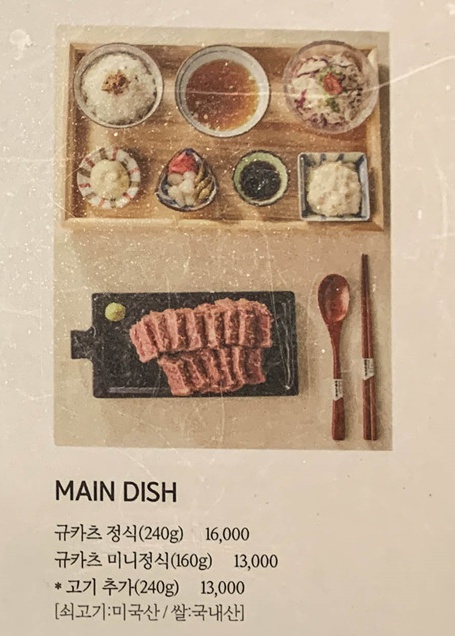 MAIN DISH
규카츠 정식(240g) 16,000
규카츠 미니정식(160g) 13,000
* 고기 추가(240g) 13,000
[쇠고기:미국산 / 쌀:국내산]